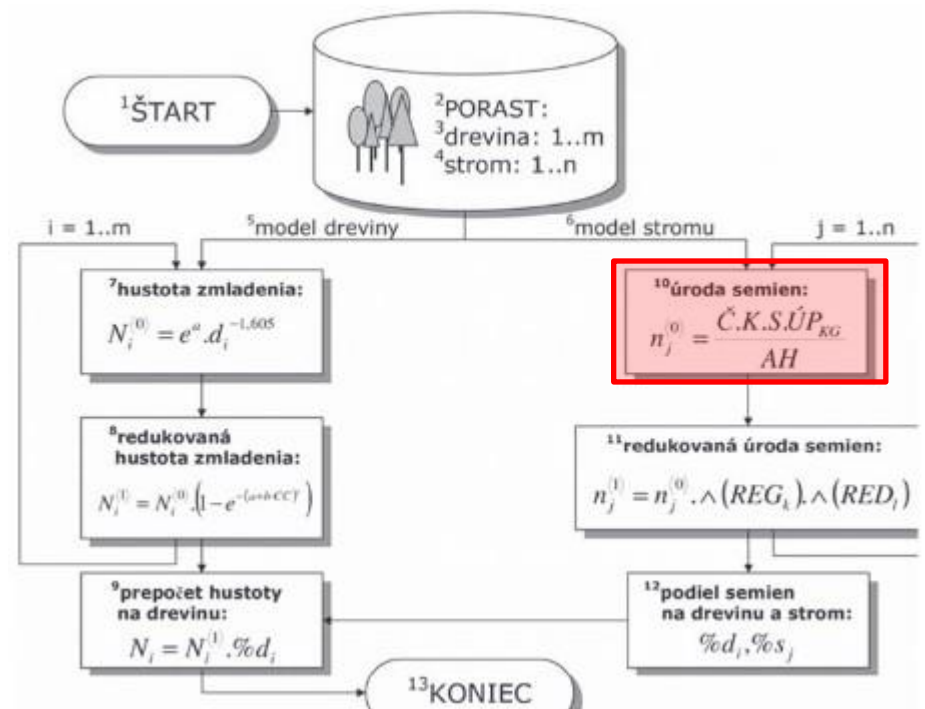 ¹ŠTART
²PORAST:
³drevina: 1..m
⁴strom: 1..n
i = 1..m
⁵model dreviny
⁶model stromu
j = 1..n
⁷hustota zmladenia:
N_i^(0) = e^a .d_i^-1,605
¹⁰úroda semien:
n_j^(0) = Č.K.S.ÚP_KG / AH
⁸redukovaná
hustota zmladenia:
N_i^(1) = N_i^(0) .(1−e^−(a+b·CC)^c)
¹¹redukovaná úroda semien:
n_j^(1) = n_j^(0) .∧(REG_k).∧(RED_l)
⁹prepočet hustoty
na drevinu:
N_i = N_i^(1) .%d_i
¹²podiel semien
na drevinu a strom:
%d_i,%s_j
¹³KONIEC